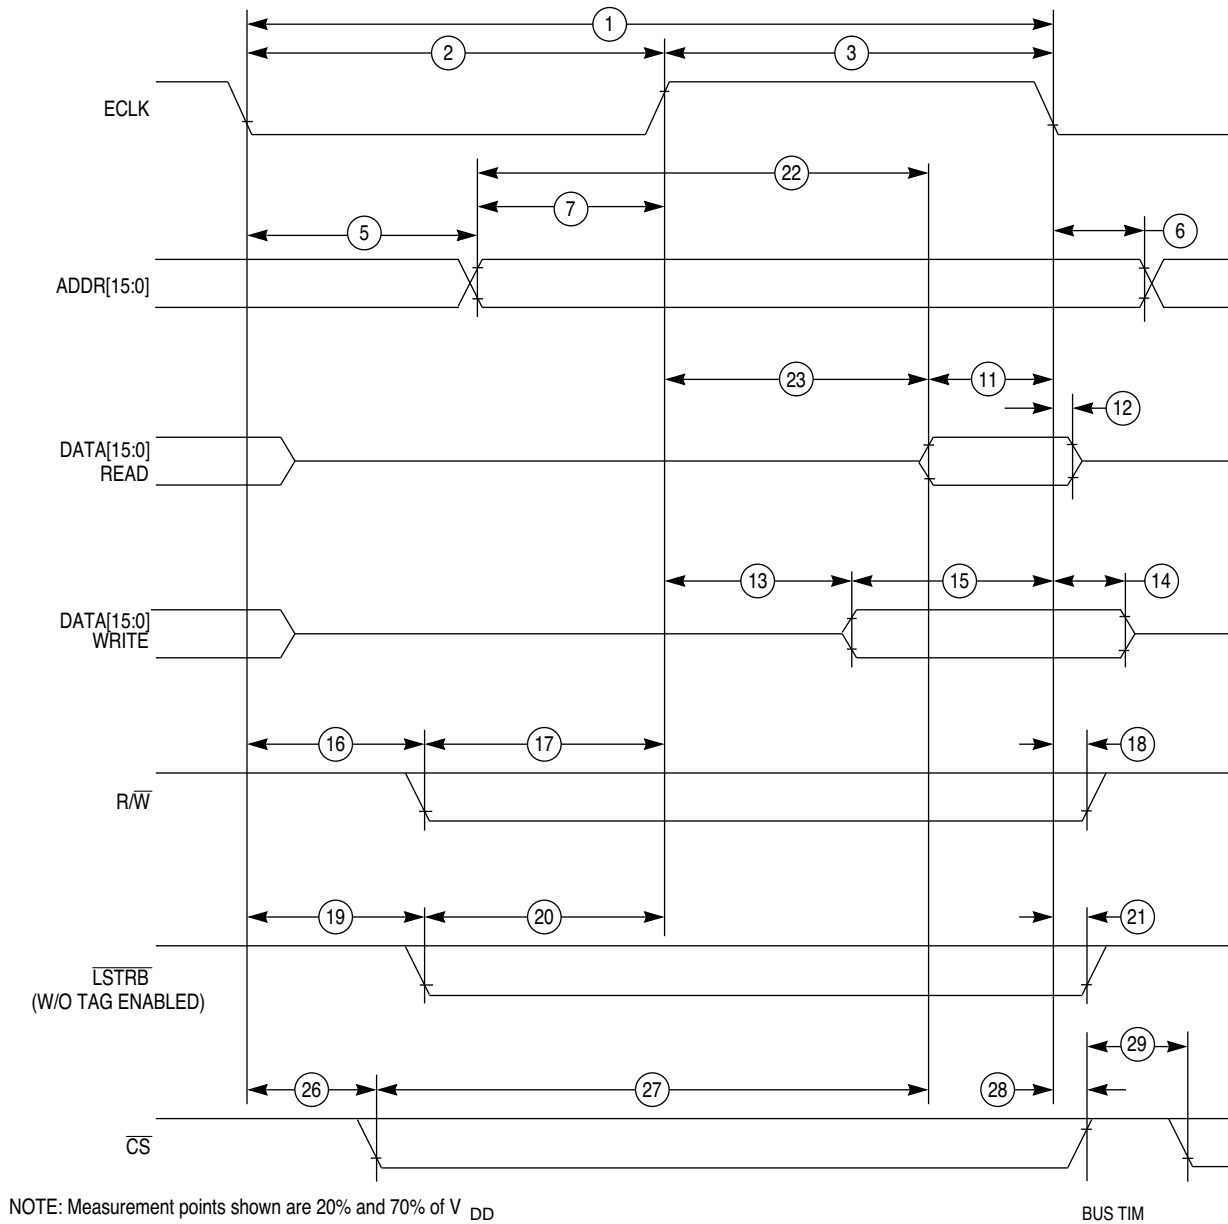 1
2
3
ECLK
22
7
5
6
ADDR[15:0]
23
11
12
DATA[15:0]
READ
13
15
14
DATA[15:0]
WRITE
16
17
18
R/W̅
19
20
21
L̅S̅T̅R̅B̅
(W/O TAG ENABLED)
29
26
27
28
C̅S̅
NOTE: Measurement points shown are 20% and 70% of V DD
BUS TIM